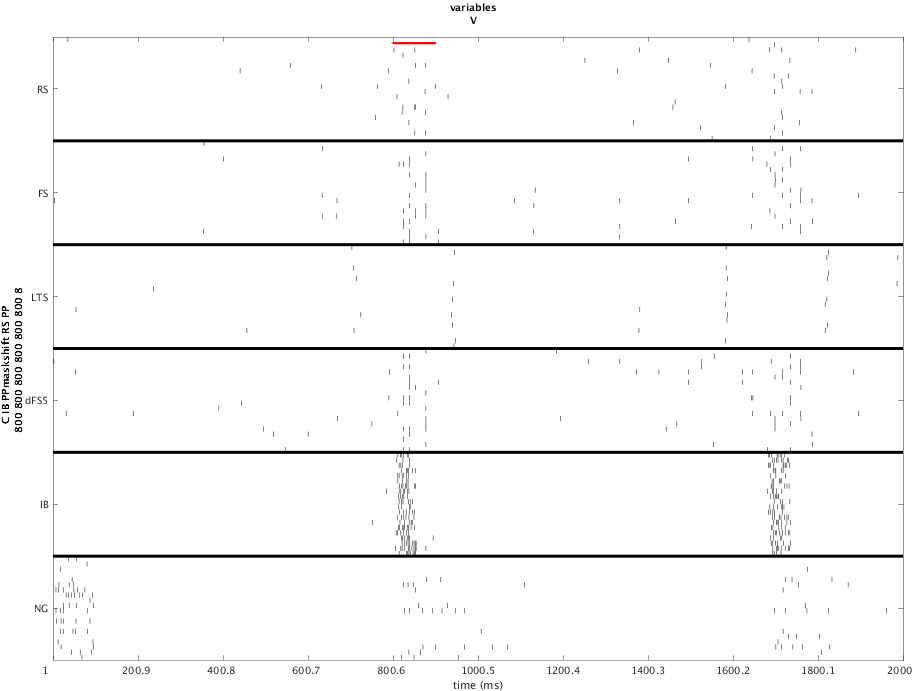 variables
V
RS
FS
LTS
dFS5
IB
NG
C IB PPmaskshift RS PP
800 800 800 800 800 800 8
1
200.9
400.8
600.7
800.6
1000.5
1200.4
1400.3
1600.2
1800.1
2000
time (ms)